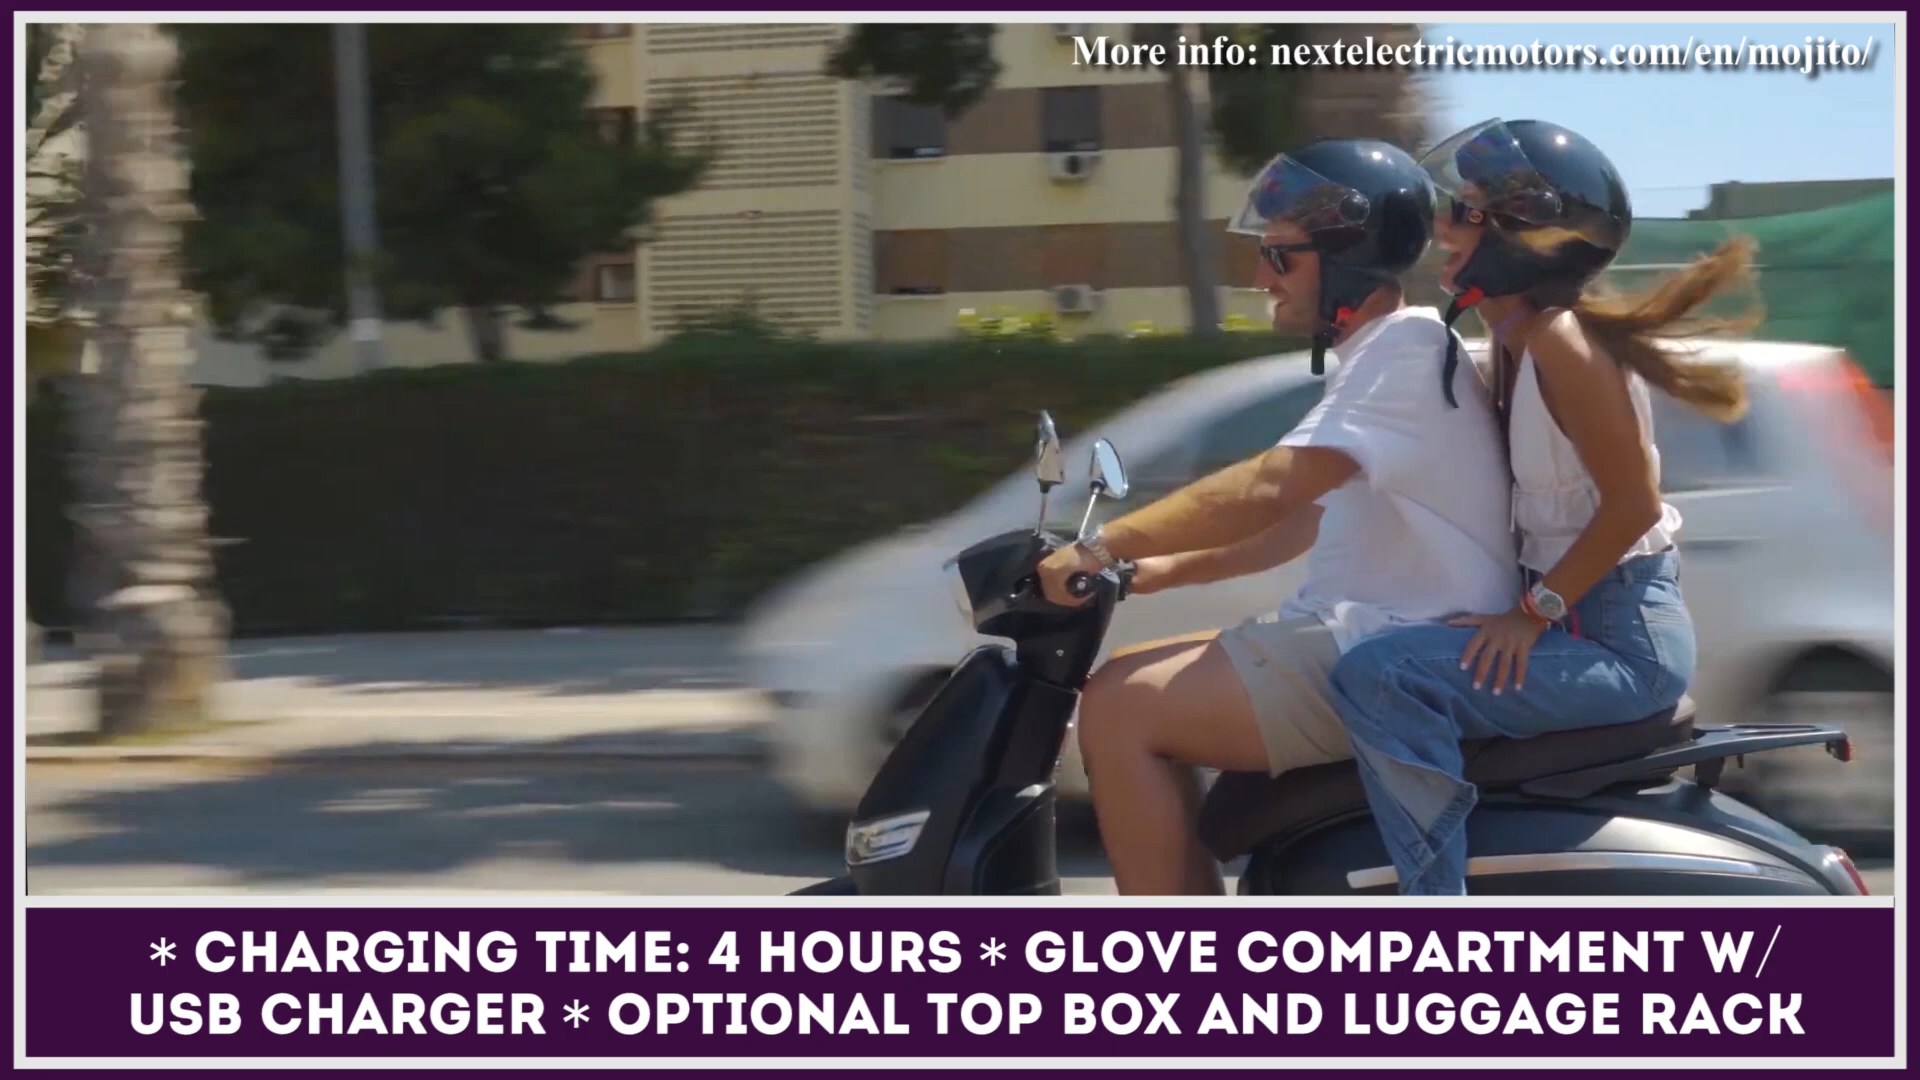 More info: nextelectricmotors.com/en/mojito/
* CHARGING TIME: 4 HOURS * GLOVE COMPARTMENT W/
USB CHARGER * OPTIONAL TOP BOX AND LUGGAGE RACK